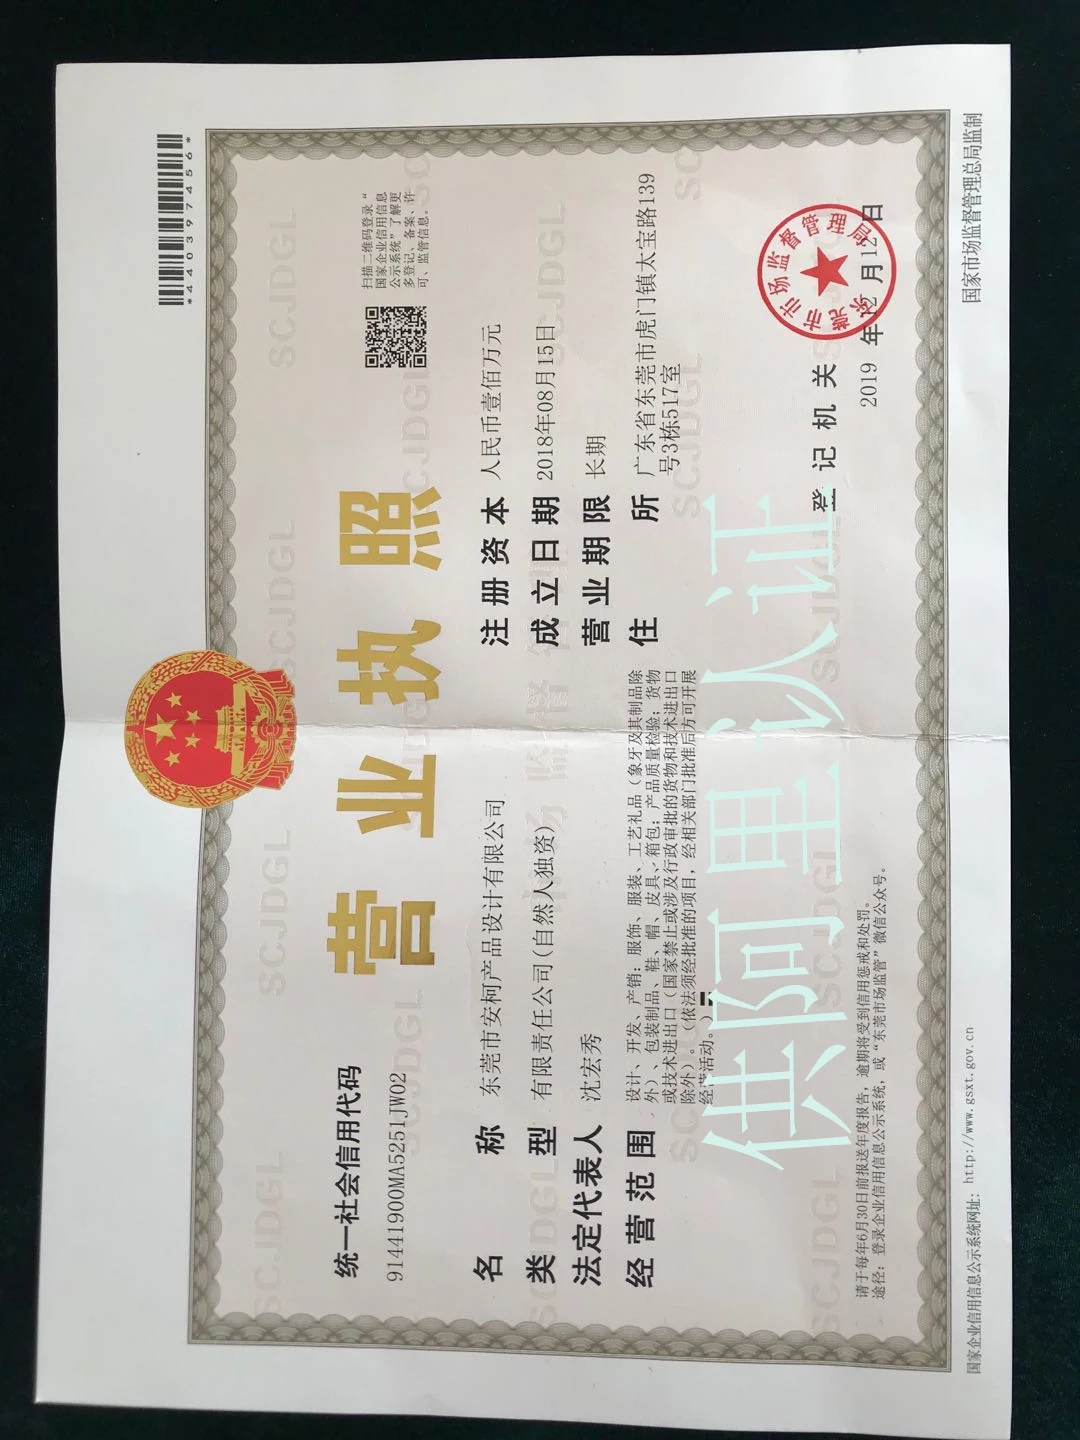 *440397456*
统一社会信用代码
91441900MA5251JW02
营业执照
扫描二维码登录“
国家企业信用信息
公示系统”了解更
多登记、备案、许
可、监管信息。
名称 东莞市安柯产品设计有限公司
类型 有限责任公司(自然人独资)
法定代表人 沈宏秀
经营范围 设计、开发、产销：服饰、服装、工艺礼品（象牙及其制品除
外）、包装制品、鞋、帽、皮具、箱包；产品质量检验；货物
或技术进出口（国家禁止或涉及行政审批的货物和技术进出口
除外）。（依法须经批准的项目，经相关部门批准后方可开展
经营活动。）
注册资本 人民币壹佰万元
成立日期 2018年08月15日
营业期限 长期
住所 广东省东莞市虎门镇太宝路139
号3栋517室
供阿里认证
登记机关
东莞市市场监督管理局
2019 年12 月12 日
请于每年6月30日前报送年度报告，逾期将受到信用惩戒和处罚。
途径：登录企业信用信息公示系统，或“东莞市场监管”微信公众号。
国家企业信用信息公示系统网址：http://www.gsxt.gov.cn
国家市场监督管理总局监制